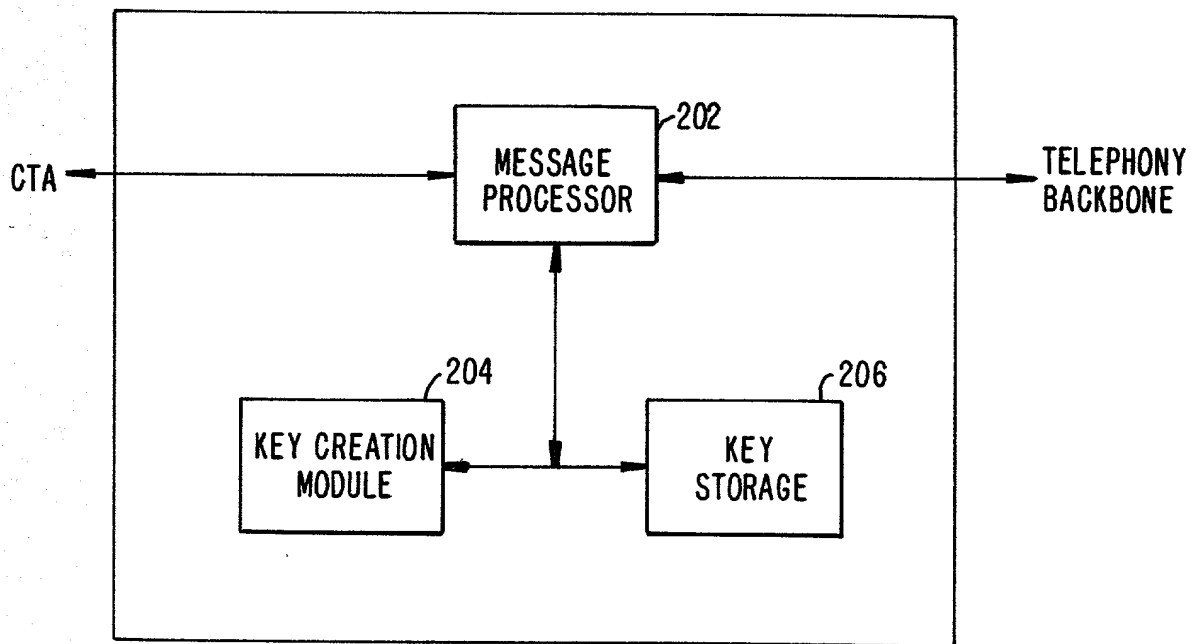 202
CTA
MESSAGE
PROCESSOR
TELEPHONY
BACKBONE
204
206
KEY CREATION
MODULE
KEY
STORAGE